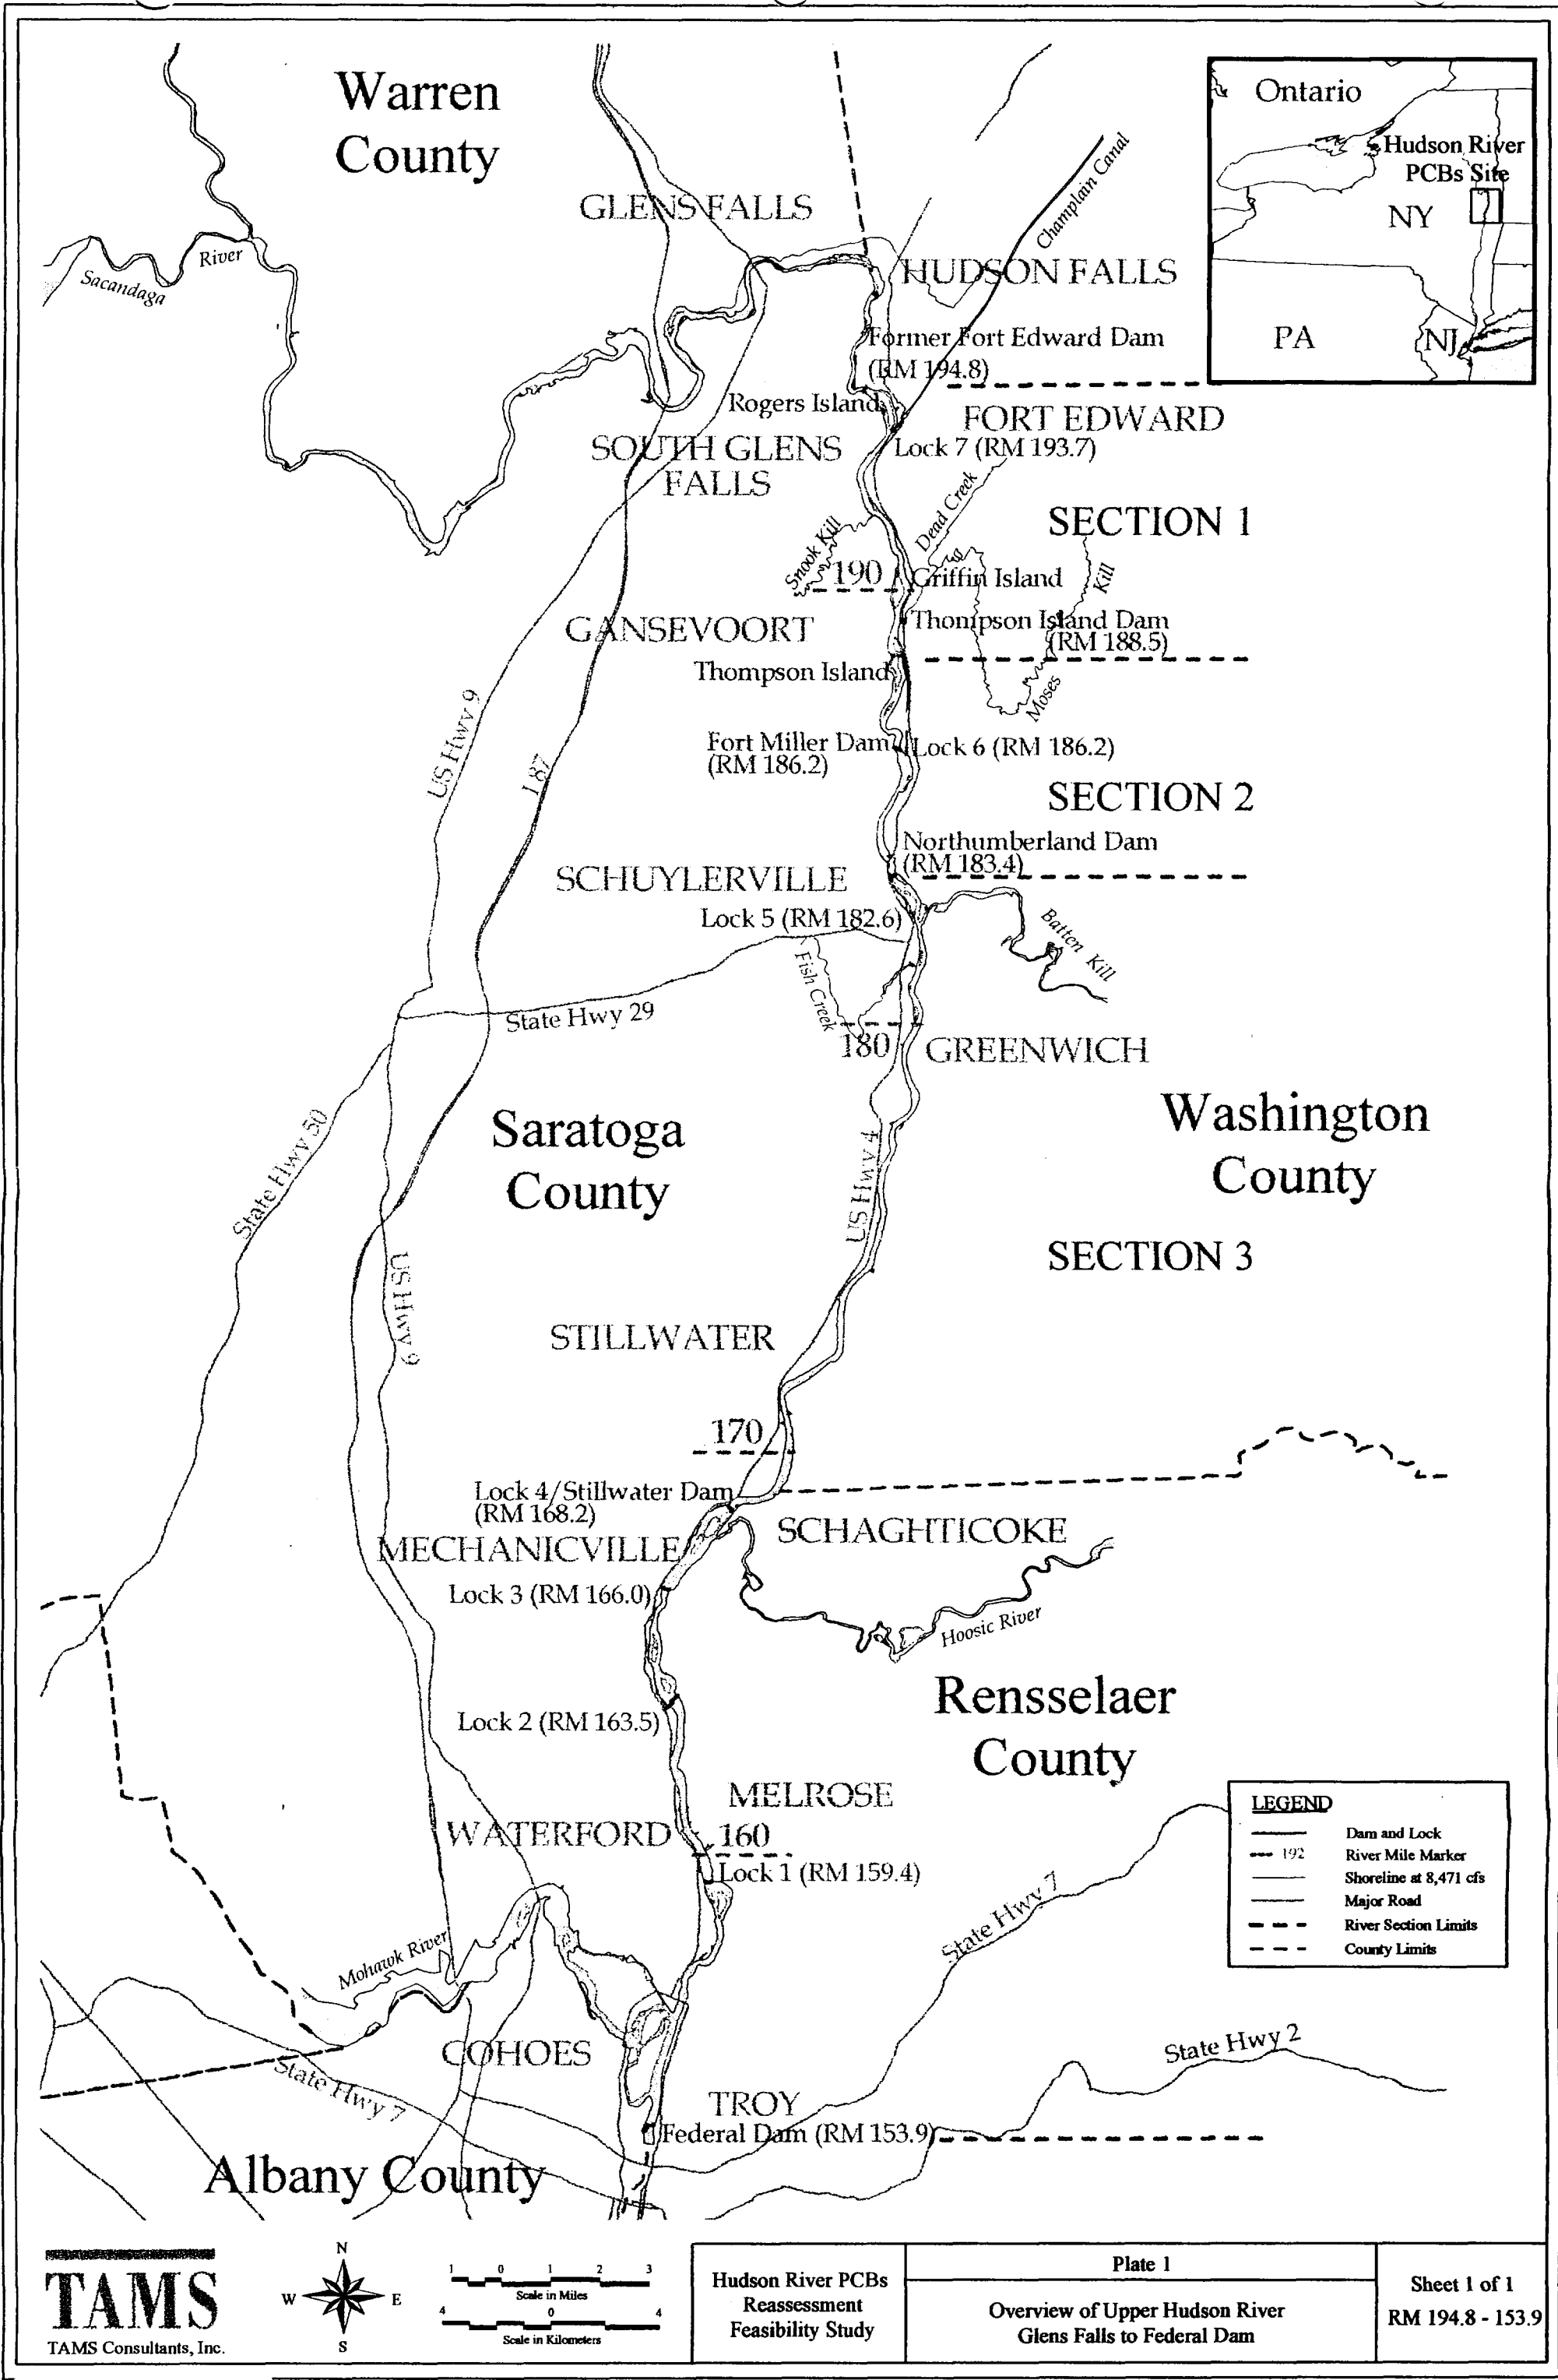 Warren
County
Ontario
Hudson River
PCBs Site
NY
PA
NJ
Champlain Canal
GLENS FALLS
River
Sacandaga
HUDSON FALLS
Former Fort Edward Dam
(RM 194.8)
Rogers Island
FORT EDWARD
Lock 7 (RM 193.7)
SOUTH GLENS
FALLS
Dead Creek
SECTION 1
Snook Kill
190
Griffin Island
Kill
GANSEVOORT
Thompson Island Dam
(RM 188.5)
Thompson Island
Moses
US Hwy 9
Fort Miller Dam
(RM 186.2)
Lock 6 (RM 186.2)
I 87
SECTION 2
Northumberland Dam
(RM 183.4)
SCHUYLERVILLE
Lock 5 (RM 182.6)
Batten Kill
Fish Creek
State Hwy 29
180
GREENWICH
Saratoga
County
Washington
County
State Hwy 50
US Hwy 4
SECTION 3
US Hwy 9
STILLWATER
170
Lock 4/Stillwater Dam
(RM 168.2)
SCHAGHTICOKE
MECHANICVILLE
Lock 3 (RM 166.0)
Hoosic River
Rensselaer
County
Lock 2 (RM 163.5)
MELROSE
WATERFORD
160
Lock 1 (RM 159.4)
LEGEND
Dam and Lock
192 River Mile Marker
Shoreline at 8,471 cfs
Major Road
River Section Limits
County Limits
State Hwy 7
Mohawk River
COHOES
State Hwy 2
State Hwy 7
TROY
Federal Dam (RM 153.9)
Albany County
TAMS
TAMS Consultants, Inc.
N
W E
S
1 0 1 2 3
Scale in Miles
4 0 4
Scale in Kilometers
Hudson River PCBs
Reassessment
Feasibility Study
Plate 1
Overview of Upper Hudson River
Glens Falls to Federal Dam
Sheet 1 of 1
RM 194.8 - 153.9